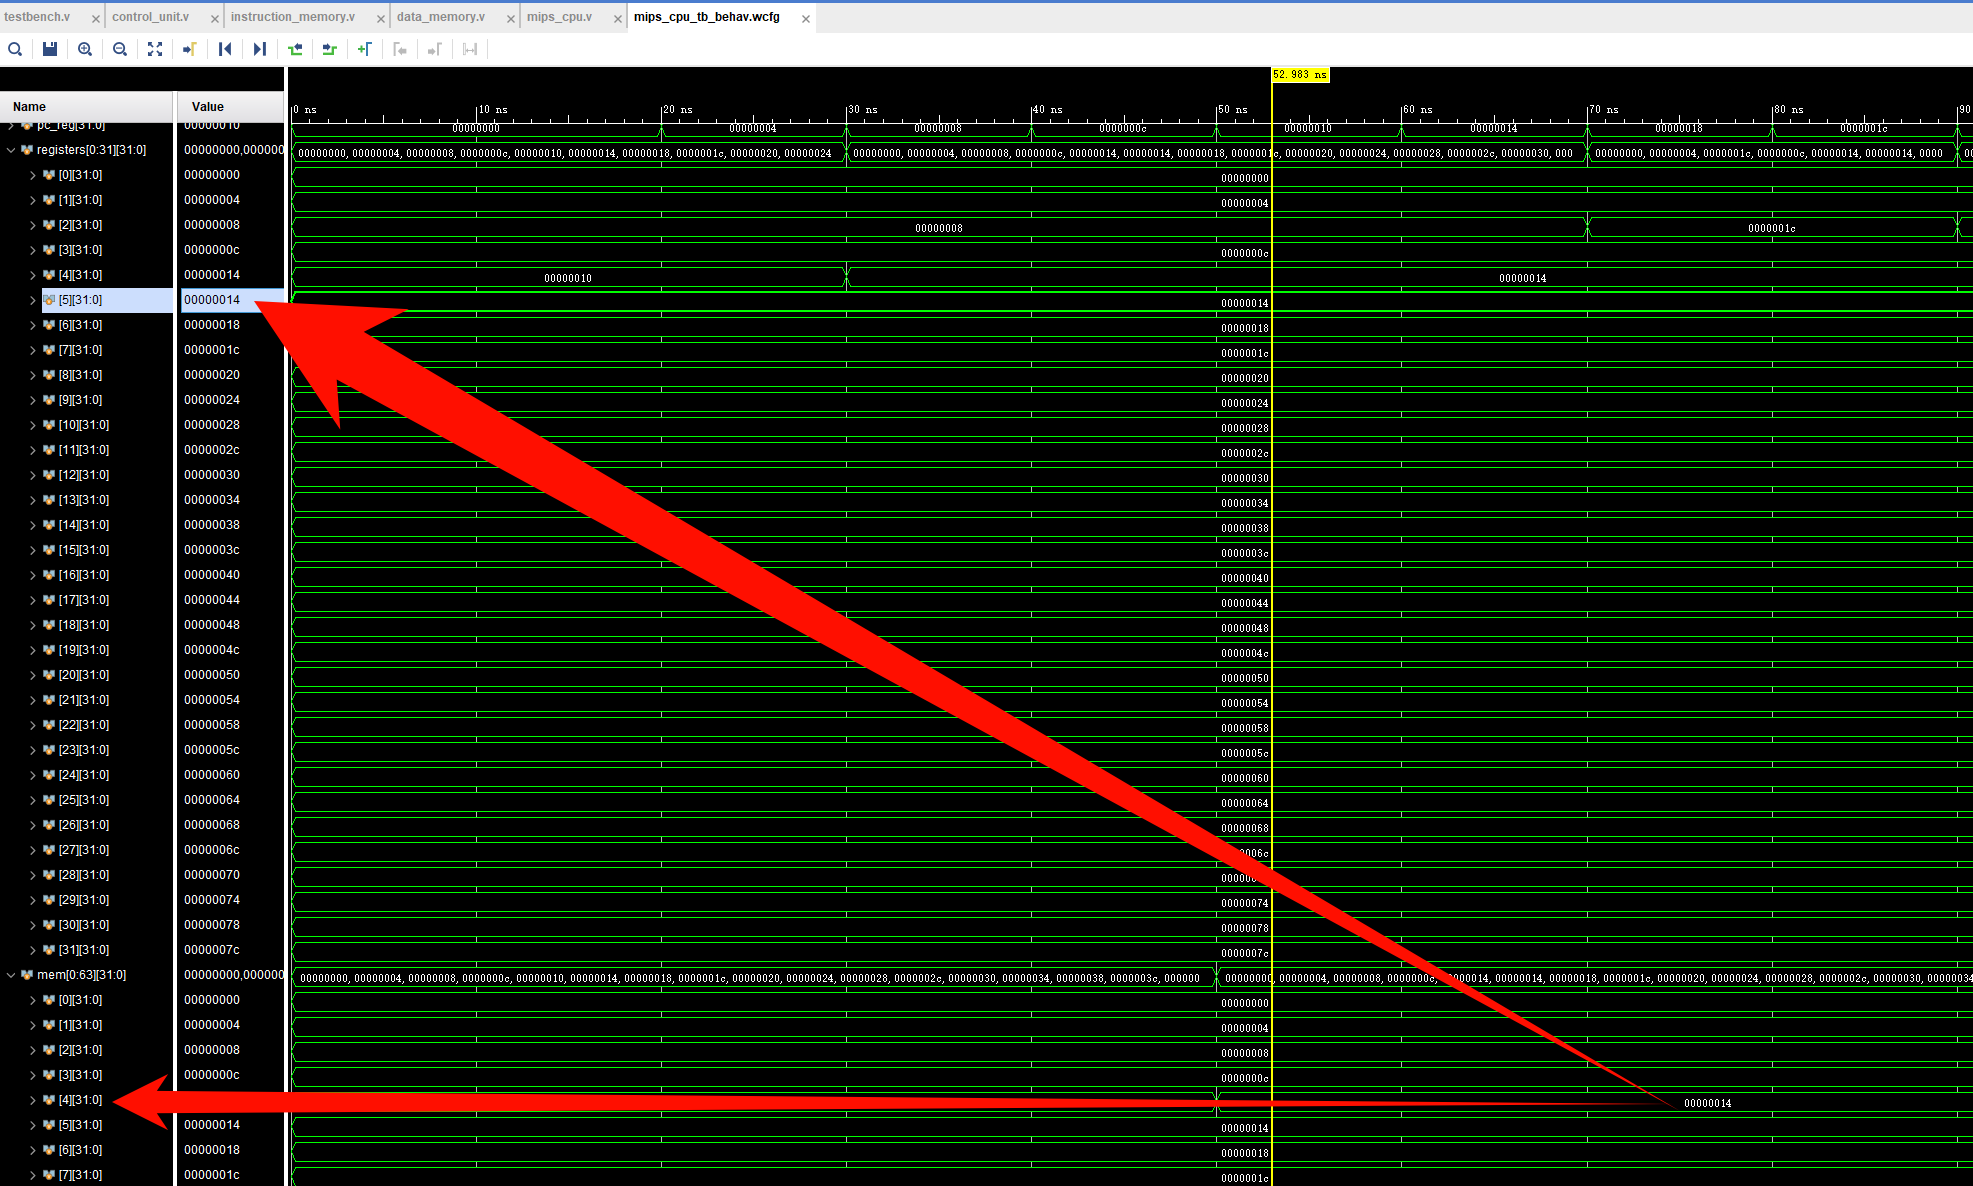 testbench.v × control_unit.v × instruction_memory.v × data_memory.v × mips_cpu.v × mips_cpu_tb_behav.wcfg ×
52.983 ns
Name Value 0 ns 10 ns 20 ns 30 ns 40 ns 50 ns 60 ns 70 ns 80 ns 90
pc_reg[31:0] 00000010 00000000 00000004 00000008 0000000c 00000010 00000014 00000018 0000001c
registers[0:31][31:0] 00000000,000000 00000000,00000004,00000008,0000000c,00000010,00000014,00000018,0000001c,00000020,00000024 00000000,00000004,00000008,0000000c,00000014,00000014,00000018,0000001c,00000020,00000024,00000028,0000002c,00000030,000 00000000,00000004,0000001c,0000000c,00000014,00000014,0000
[0][31:0] 00000000 00000000
[1][31:0] 00000004 00000004
[2][31:0] 00000008 00000008 0000001c
[3][31:0] 0000000c 0000000c
[4][31:0] 00000014 00000010 00000014
[5][31:0] 00000014 00000014
[6][31:0] 00000018 00000018
[7][31:0] 0000001c 0000001c
[8][31:0] 00000020 00000020
[9][31:0] 00000024 00000024
[10][31:0] 00000028 00000028
[11][31:0] 0000002c 0000002c
[12][31:0] 00000030 00000030
[13][31:0] 00000034 00000034
[14][31:0] 00000038 00000038
[15][31:0] 0000003c 0000003c
[16][31:0] 00000040 00000040
[17][31:0] 00000044 00000044
[18][31:0] 00000048 00000048
[19][31:0] 0000004c 0000004c
[20][31:0] 00000050 00000050
[21][31:0] 00000054 00000054
[22][31:0] 00000058 00000058
[23][31:0] 0000005c 0000005c
[24][31:0] 00000060 00000060
[25][31:0] 00000064 00000064
[26][31:0] 00000068 00000068
[27][31:0] 0000006c
[28][31:0] 00000070
[29][31:0] 00000074 00000074
[30][31:0] 00000078 00000078
[31][31:0] 0000007c 0000007c
mem[0:63][31:0] 00000000,000000 00000000,00000004,00000008,0000000c,00000010,00000014,00000018,0000001c,00000020,00000024,00000028,0000002c,00000030,00000034,00000038,0000003c,000000 00000000,00000004,00000008,0000000c,00000014,00000014,00000018,0000001c,00000020,00000024,00000028,0000002c,00000030,00000034
[0][31:0] 00000000 00000000
[1][31:0] 00000004 00000004
[2][31:0] 00000008 00000008
[3][31:0] 0000000c 0000000c
[4][31:0] 00000014
[5][31:0] 00000014 00000014
[6][31:0] 00000018 00000018
[7][31:0] 0000001c 0000001c